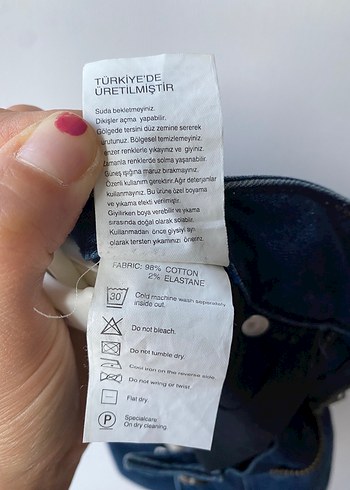 TÜRKİYE'DE
ÜRETİLMİŞTİR
Suda bekletmeyiniz.
Dikişler açma yapabilir.
Gölgede tersini düz zemine sererek
kurutunuz. Bölgesel temizlemeyiniz.
Benzer renklerle yıkayınız ve giyiniz.
Zamanla renklerde solma yaşanabilir.
Güneş ışığına maruz bırakmayınız.
Özenli kullanım gerektirir. Ağır deterjanlar
kullanmayınız. Bu ürüne özel boyama
ve yıkama efekti verilmiştir.
Giyilirken boya verebilir ve yıkama
sırasında doğal olarak solabilir.
Kullanmadan önce giysiyi ayrı
olarak tersten yıkamanızı öneririz.
FABRIC: 98% COTTON
2% ELASTANE
30°
Cold machine wash separately
inside out.
Do not bleach.
Do not tumble dry.
Cool iron on the reverse side.
Do not wring or twist.
Flat dry.
P
Specialcare
On dry cleaning.